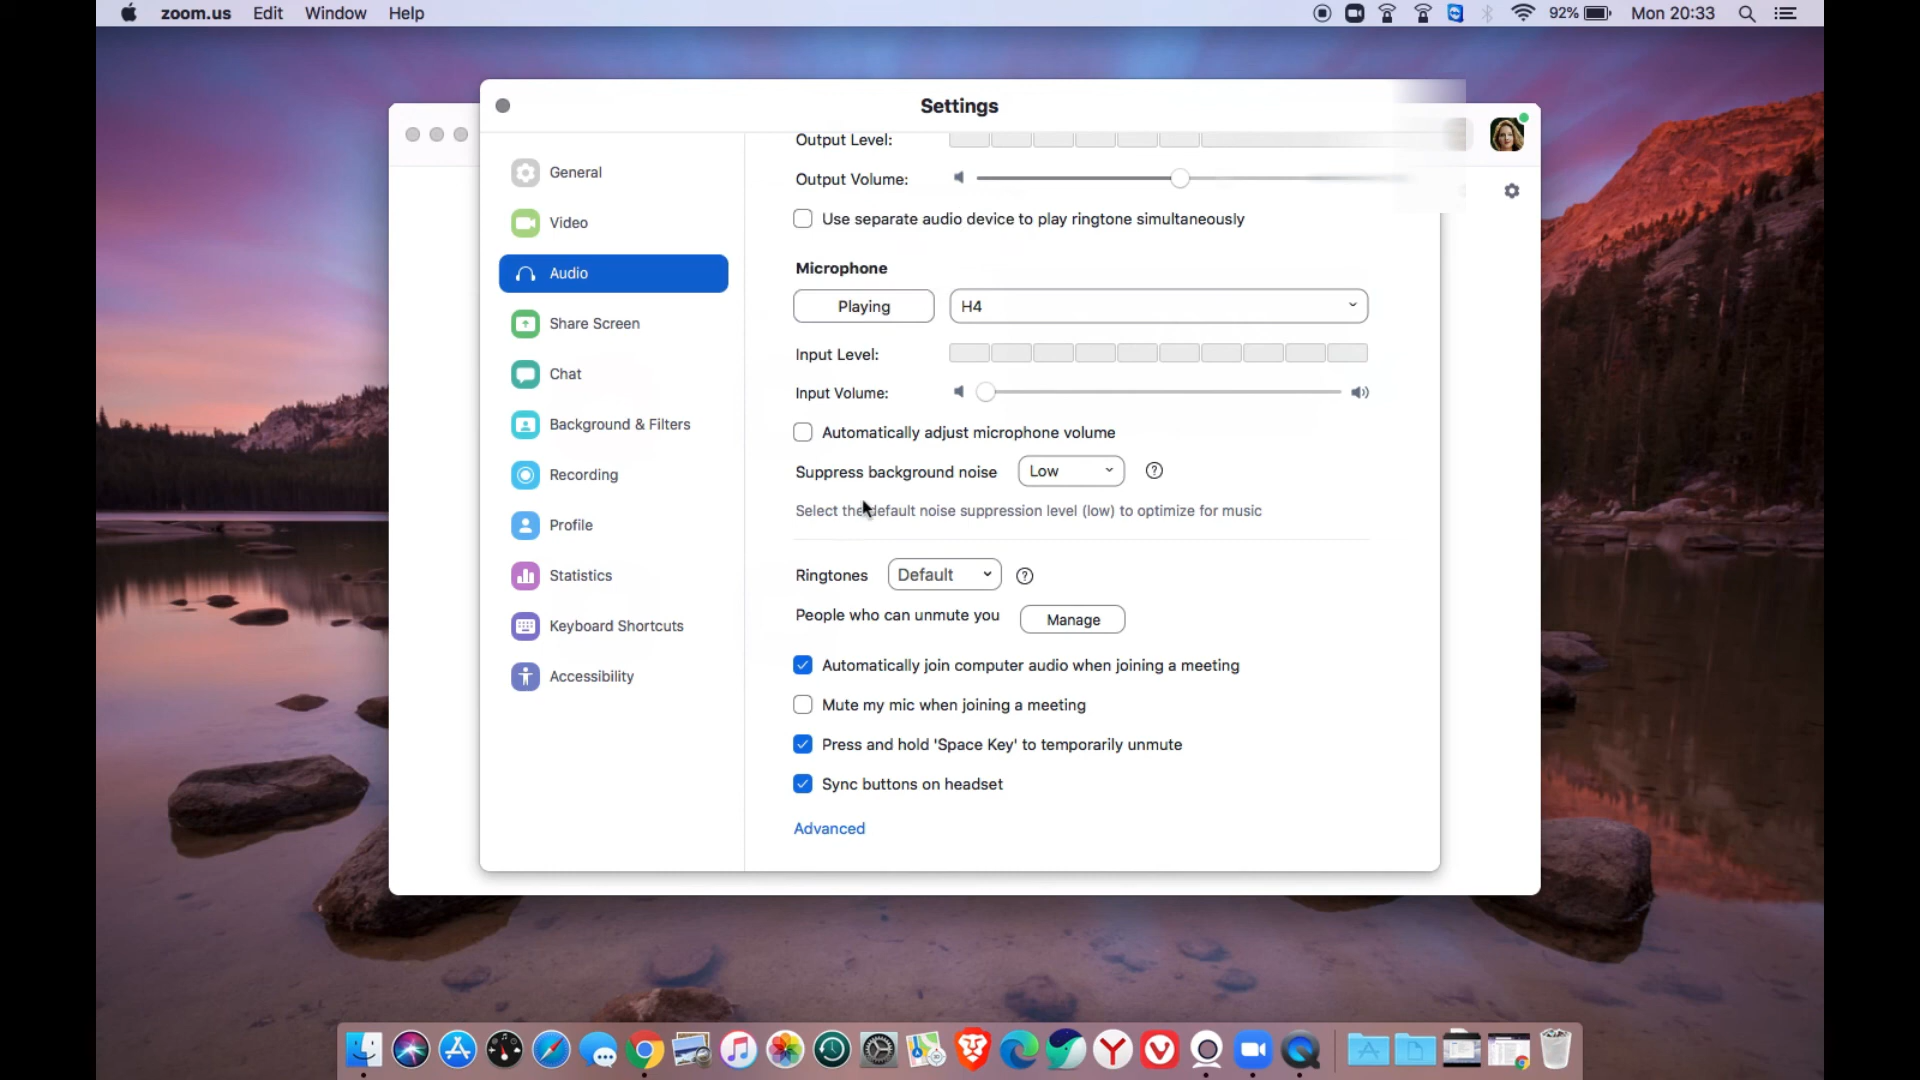 zoom.us Edit Window Help 92% Mon 20:33
Settings
General
Video
Audio
Share Screen
Chat
Background & Filters
Recording
Profile
Statistics
Keyboard Shortcuts
Accessibility
Output Level:
Output Volume:
Use separate audio device to play ringtone simultaneously
Microphone
Playing H4
Input Level:
Input Volume:
Automatically adjust microphone volume
Suppress background noise Low ?
Select the default noise suppression level (low) to optimize for music
Ringtones Default ?
People who can unmute you Manage
Automatically join computer audio when joining a meeting
Mute my mic when joining a meeting
Press and hold 'Space Key' to temporarily unmute
Sync buttons on headset
Advanced